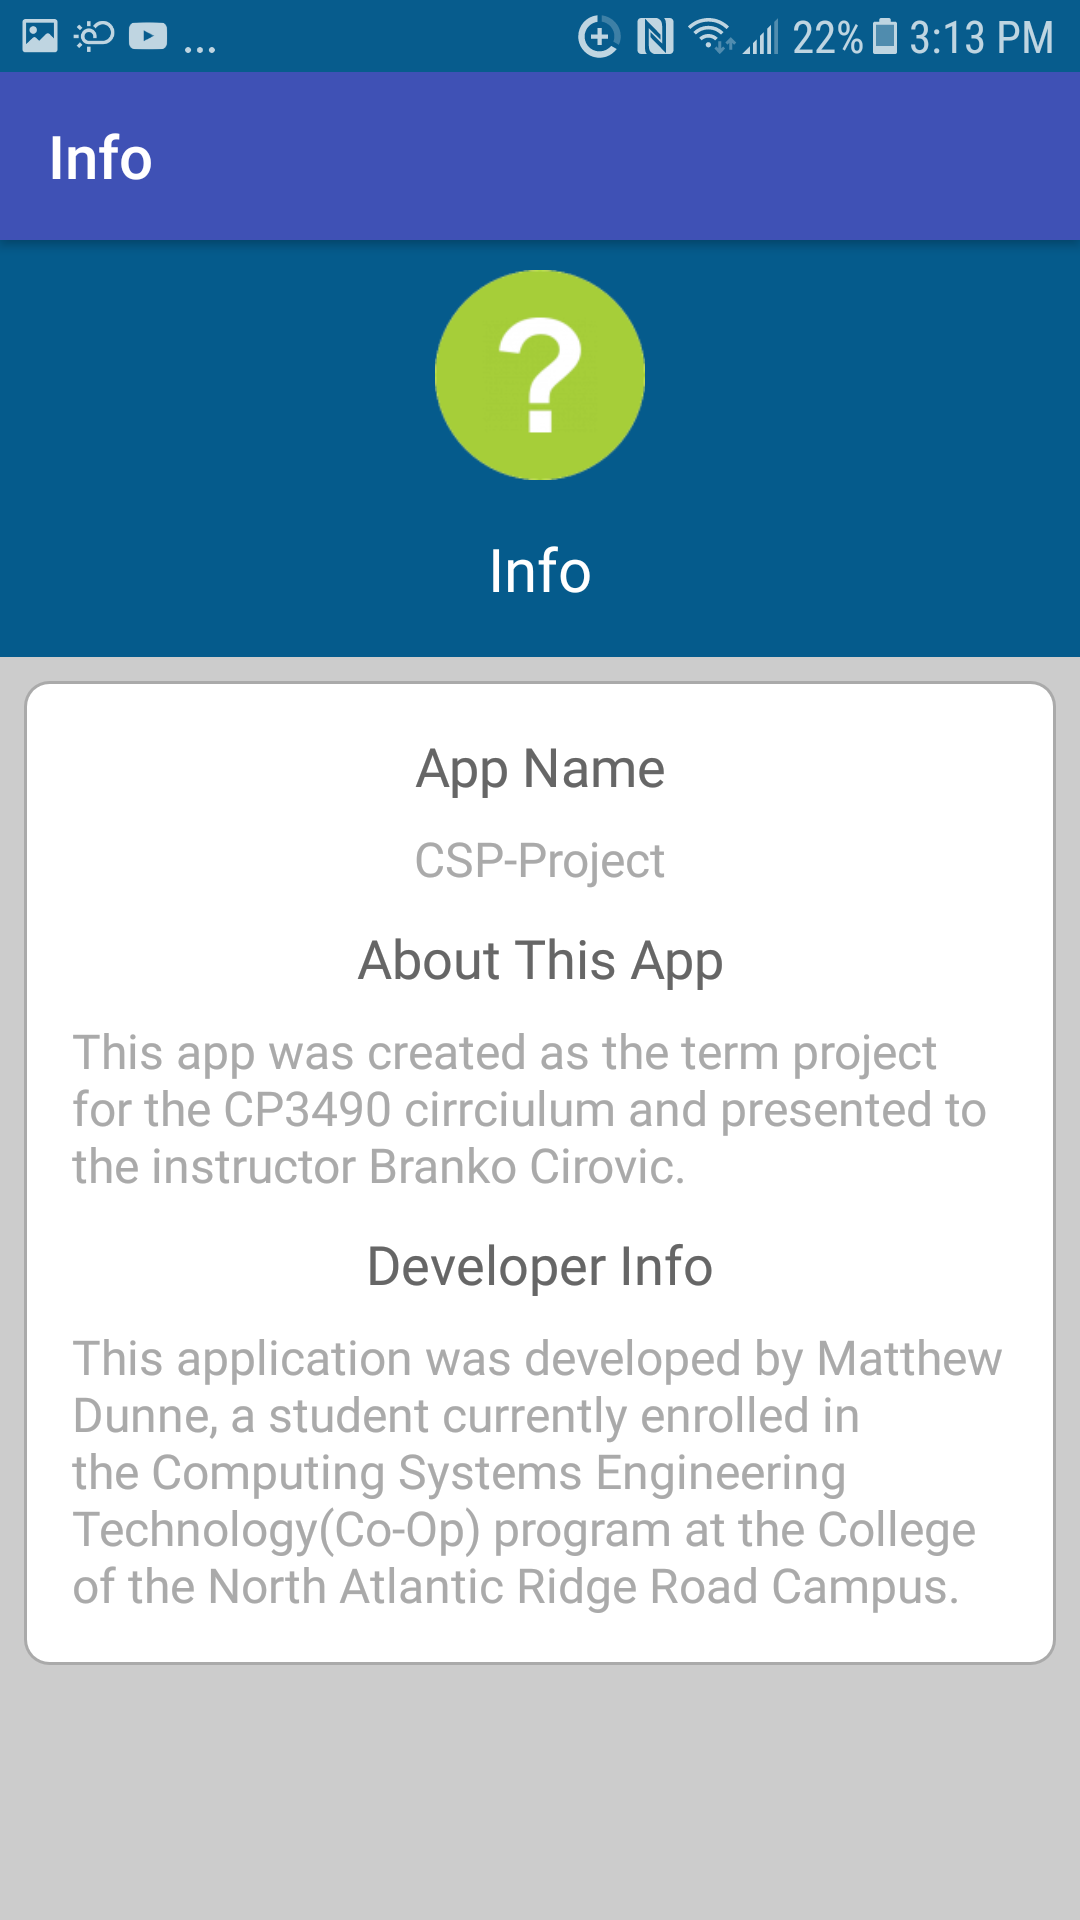 ... 22% 3:13 PM
Info
?
Info
App Name
CSP-Project
About This App
This app was created as the term project
for the CP3490 cirrciulum and presented to
the instructor Branko Cirovic.
Developer Info
This application was developed by Matthew
Dunne, a student currently enrolled in
the Computing Systems Engineering
Technology(Co-Op) program at the College
of the North Atlantic Ridge Road Campus.